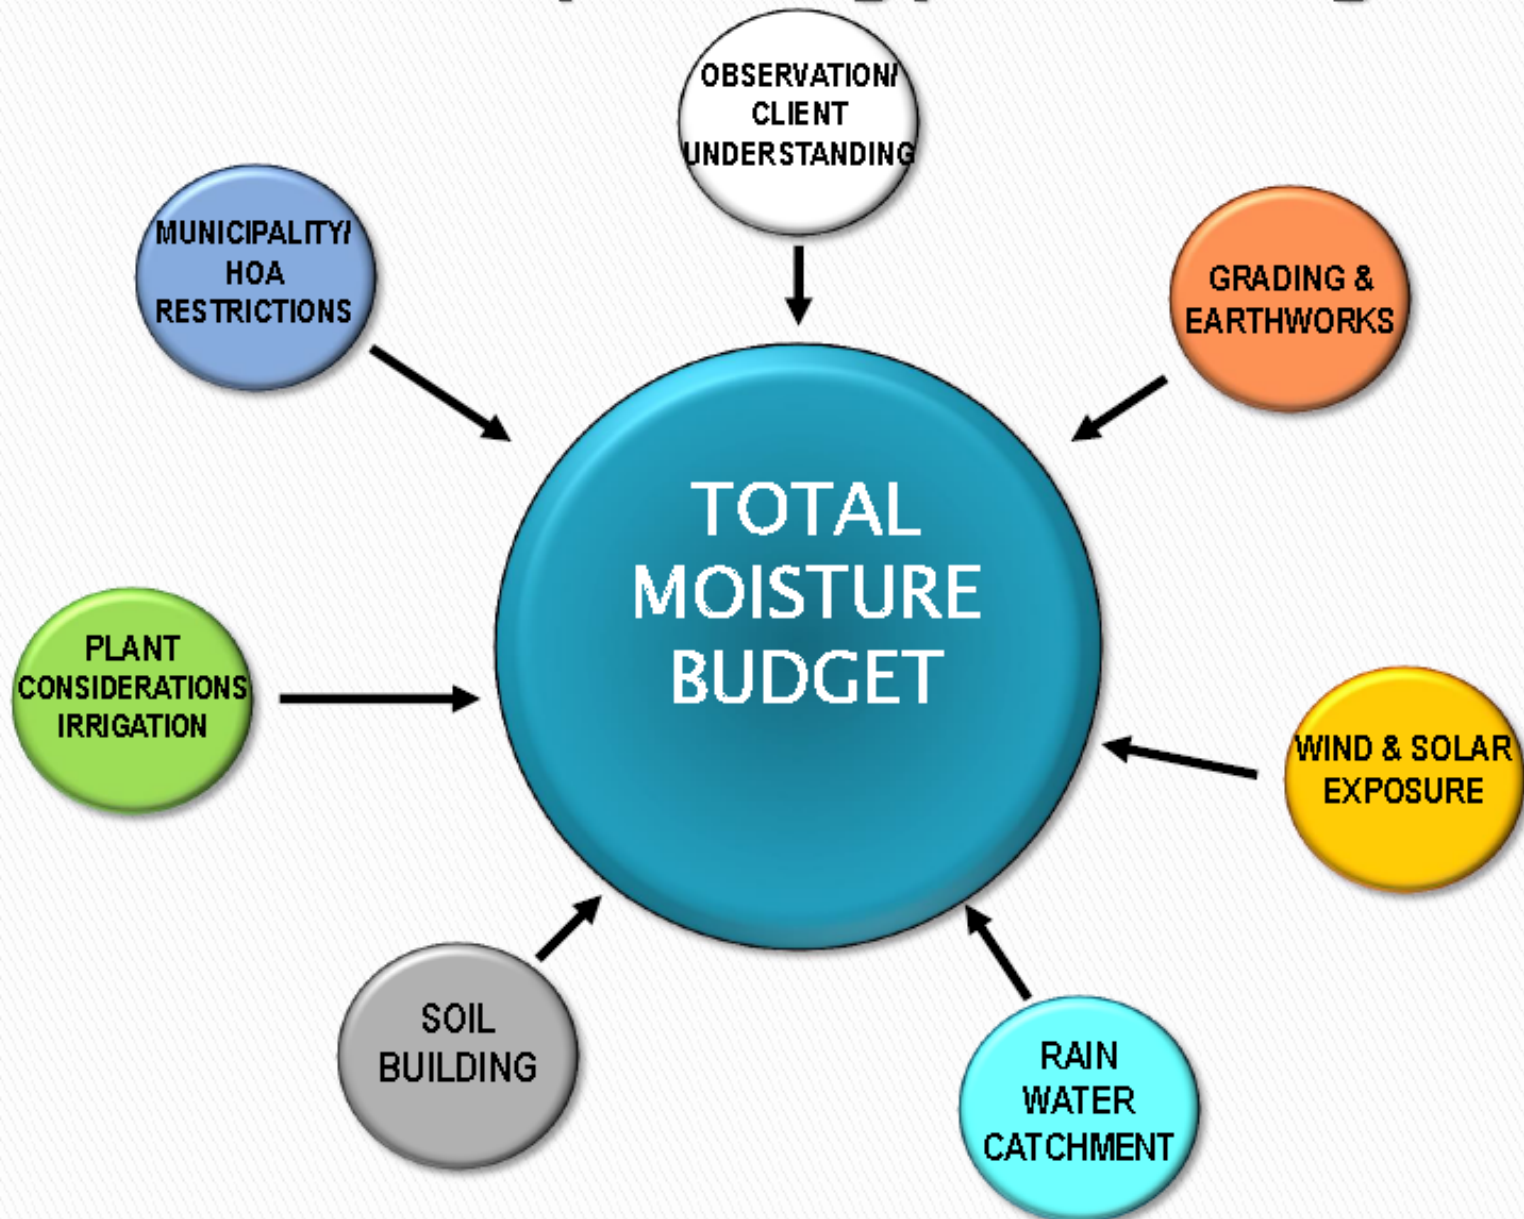 OBSERVATION/
CLIENT
UNDERSTANDING
MUNICIPALITY/
HOA
RESTRICTIONS
GRADING &
EARTHWORKS
TOTAL
MOISTURE
BUDGET
PLANT
CONSIDERATIONS
IRRIGATION
WIND & SOLAR
EXPOSURE
SOIL
BUILDING
RAIN
WATER
CATCHMENT